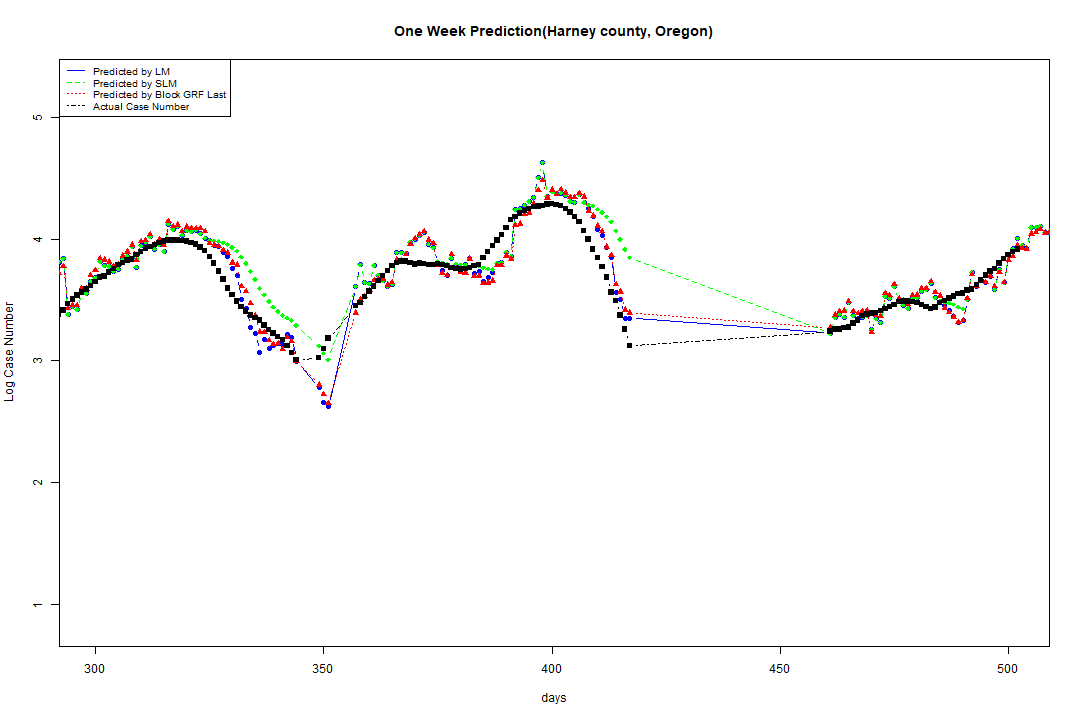 One Week Prediction(Harney county, Oregon)
Predicted by LM
Predicted by SLM
Predicted by Block GRF Last
Actual Case Number
5
4
3
2
1
Log Case Number
300
350
400
450
500
days